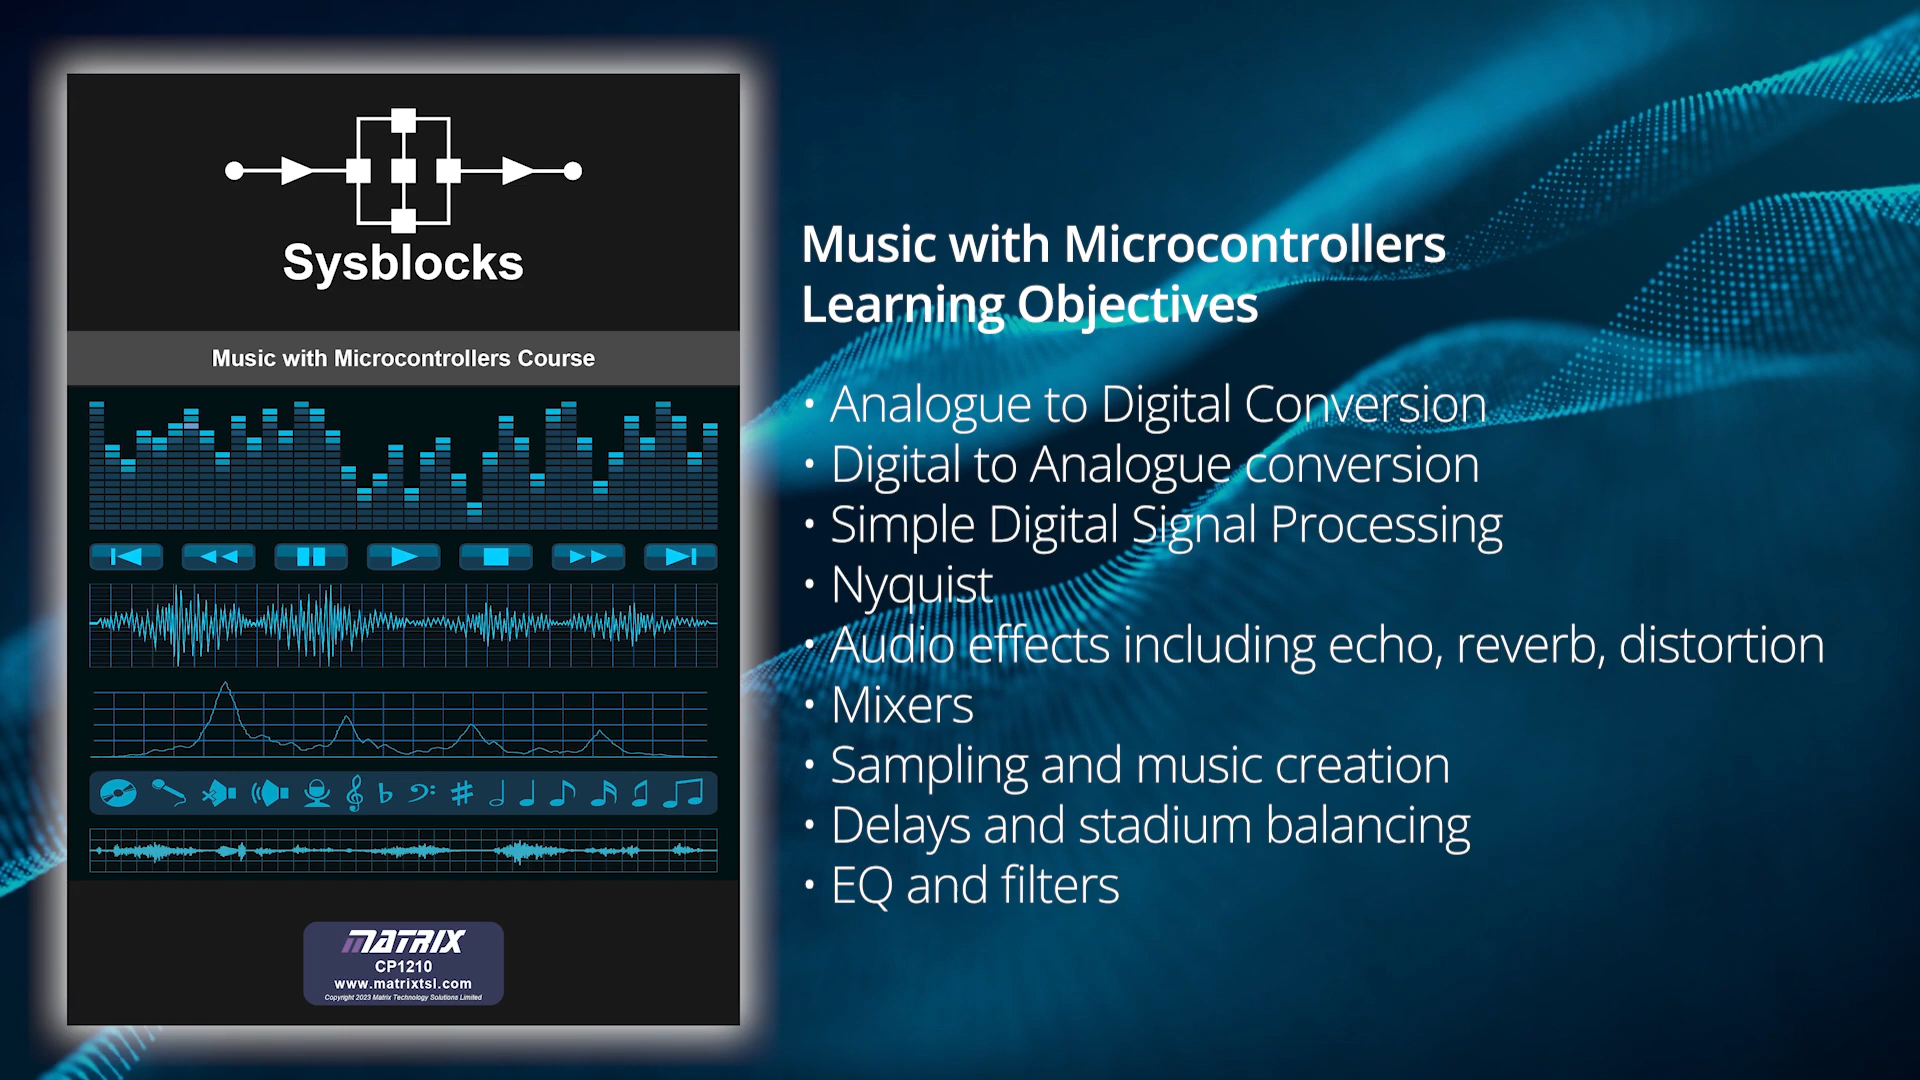 Sysblocks
Music with Microcontrollers Course
MATRIX
CP1210
www.matrixtsl.com
Copyright 2023 Matrix Technology Solutions Limited
Music with Microcontrollers
Learning Objectives
• Analogue to Digital Conversion
• Digital to Analogue conversion
• Simple Digital Signal Processing
• Nyquist
• Audio effects including echo, reverb, distortion
• Mixers
• Sampling and music creation
• Delays and stadium balancing
• EQ and filters